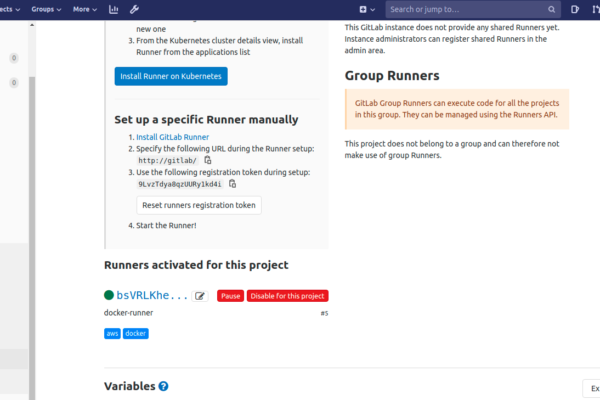 ects Groups More Search or jump to...
new one
3. From the Kubernetes cluster details view, install
Runner from the applications list
Install Runner on Kubernetes
Set up a specific Runner manually
1. Install GitLab Runner
2. Specify the following URL during the Runner setup:
http://gitlab/
3. Use the following registration token during setup:
9LvzTdya8qzUURy1kd4i
Reset runners registration token
4. Start the Runner!
Runners activated for this project
bsVRLKhe... Pause Disable for this project
docker-runner #5
aws docker
Variables ?
This GitLab instance does not provide any shared Runners yet.
Instance administrators can register shared Runners in the
admin area.
Group Runners
GitLab Group Runners can execute code for all the projects
in this group. They can be managed using the Runners API.
This project does not belong to a group and can therefore not
make use of group Runners.
Ex
0
0